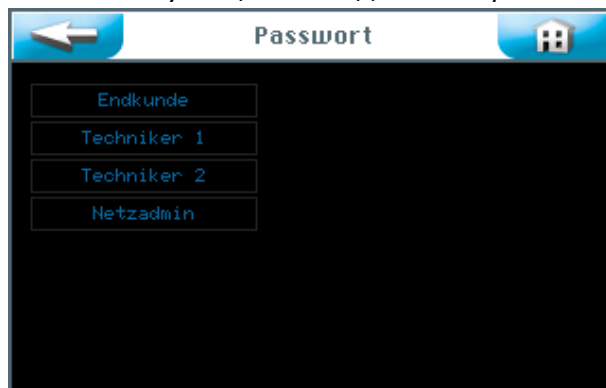 Passwort
Endkunde
Techniker 1
Techniker 2
Netzadmin